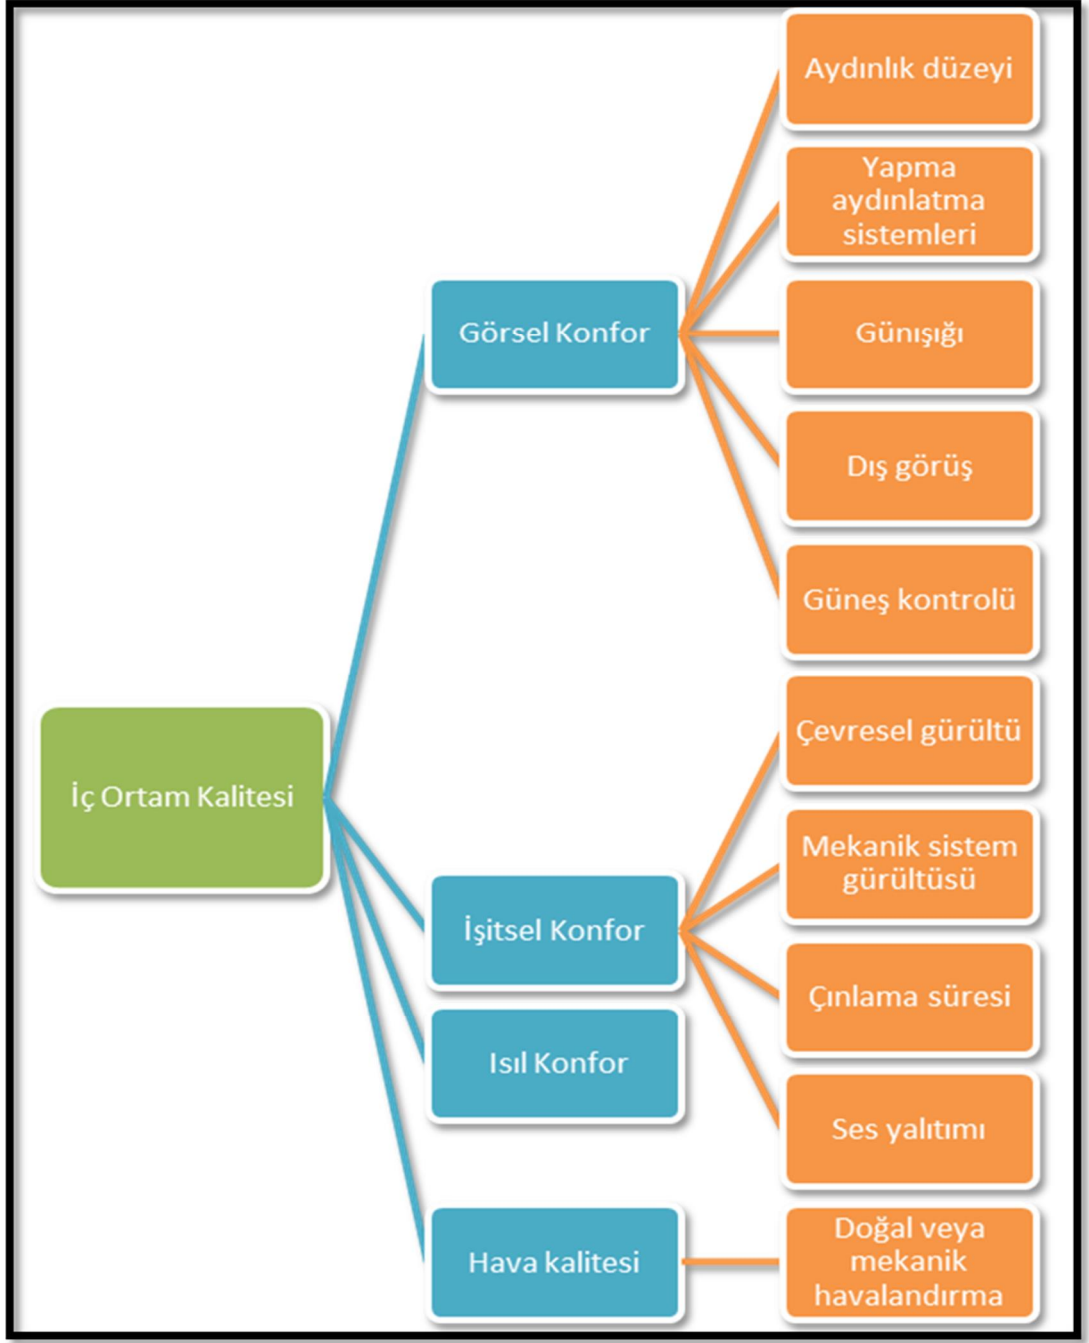 Aydınlık düzeyi
Yapma
aydınlatma
sistemleri
Görsel Konfor
Günışığı
Dış görüş
Güneş kontrolü
İç Ortam Kalitesi
Çevresel gürültü
Mekanik sistem
gürültüsü
İşitsel Konfor
Çınlama süresi
Isıl Konfor
Ses yalıtımı
Hava kalitesi
Doğal veya
mekanik
havalandırma